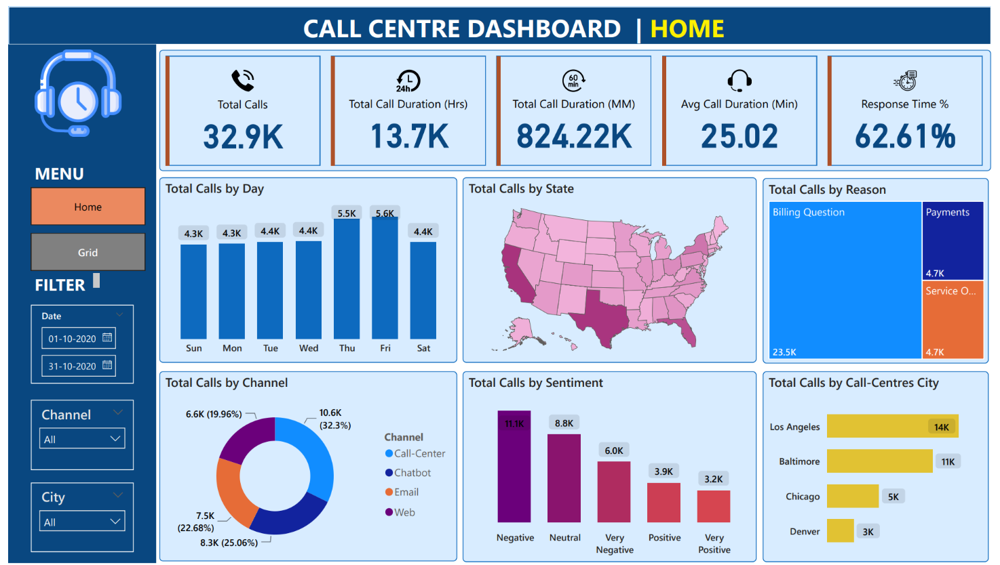 CALL CENTRE DASHBOARD | HOME
MENU
Home
Grid
FILTER
Date
01-10-2020
31-10-2020
Channel
All
City
All
24h
60
min
Total Calls
32.9K
Total Call Duration (Hrs)
13.7K
Total Call Duration (MM)
824.22K
Avg Call Duration (Min)
25.02
Response Time %
62.61%
Total Calls by Day
4.3K
4.3K
4.4K
4.4K
5.5K
5.6K
4.4K
Sun
Mon
Tue
Wed
Thu
Fri
Sat
Total Calls by State
Total Calls by Reason
Billing Question
23.5K
Payments
4.7K
Service O...
4.7K
Total Calls by Channel
6.6K (19.96%)
10.6K
(32.3%)
7.5K
(22.68%)
8.3K (25.06%)
Channel
Call-Center
Chatbot
Email
Web
Total Calls by Sentiment
11.1K
8.8K
6.0K
3.9K
3.2K
Negative
Neutral
Very
Negative
Positive
Very
Positive
Total Calls by Call-Centres City
Los Angeles
14K
Baltimore
11K
Chicago
5K
Denver
3K